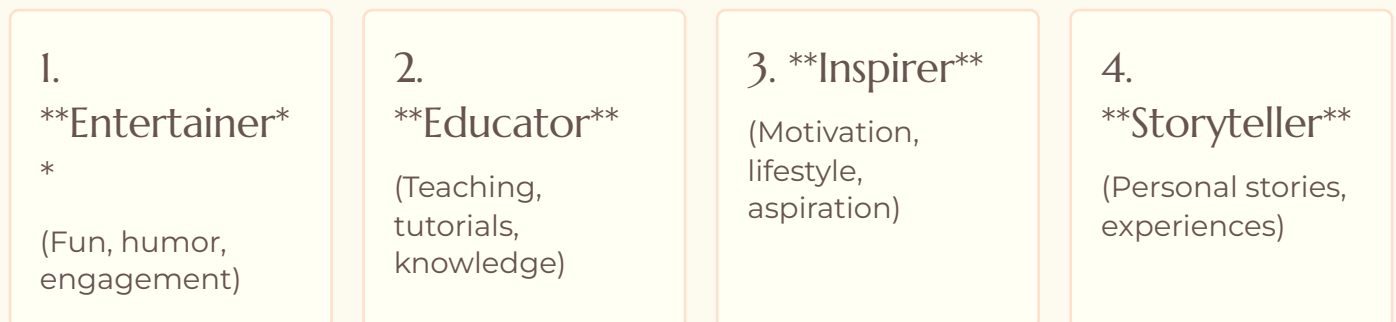 1.
**Entertainer*
*
(Fun, humor,
engagement)
2.
**Educator**
(Teaching,
tutorials,
knowledge)
3. **Inspirer**
(Motivation,
lifestyle,
aspiration)
4.
**Storyteller**
(Personal stories,
experiences)